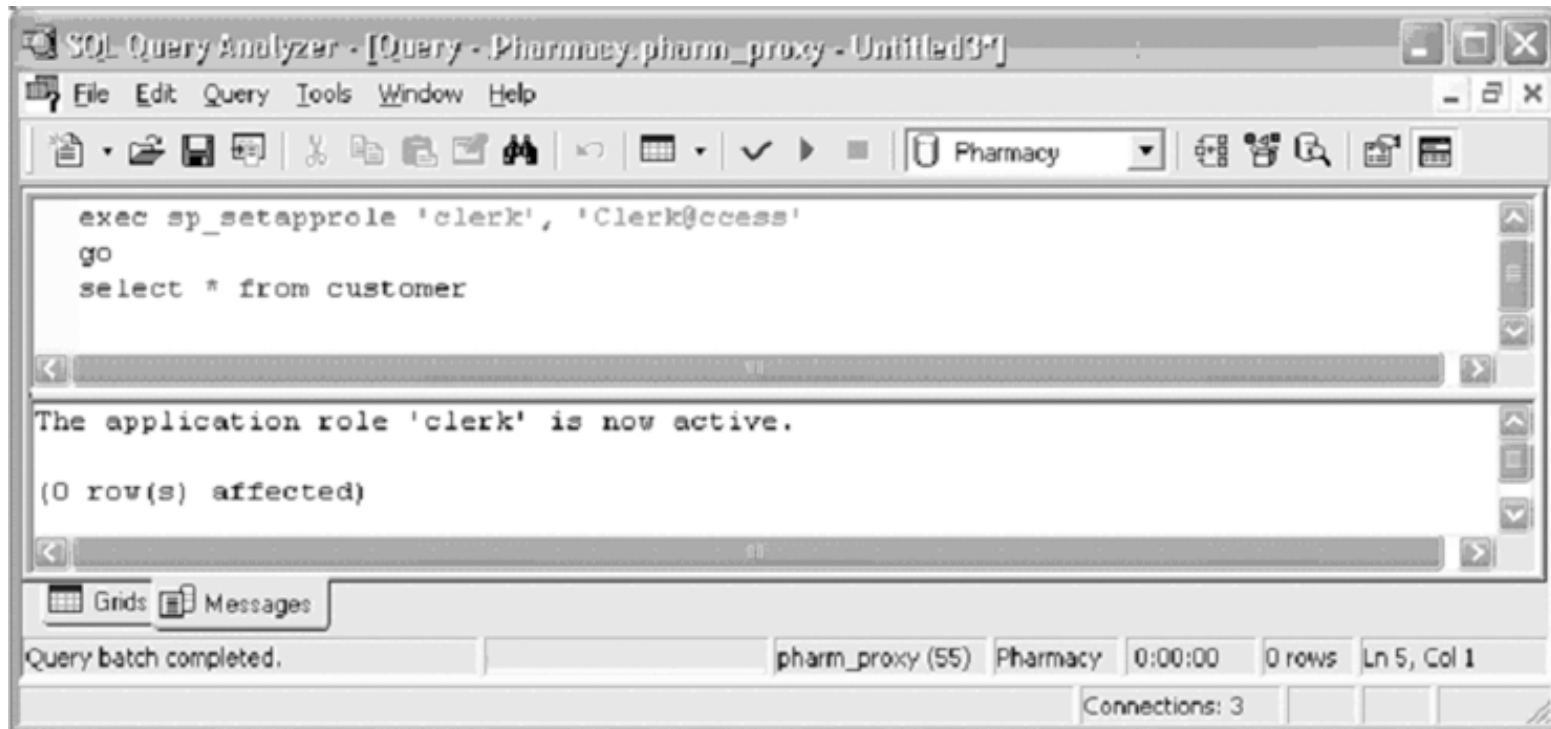 SQL Query Analyzer - [Query - .Pharmacy.pharm_proxy - Untitled3*]
File Edit Query Tools Window Help
Pharmacy
exec sp_setapprole 'clerk', 'Clerk@ccess'
go
select * from customer
The application role 'clerk' is now active.
(0 row(s) affected)
Grids Messages
Query batch completed. pharm_proxy (55) Pharmacy 0:00:00 0 rows Ln 5, Col 1
Connections: 3